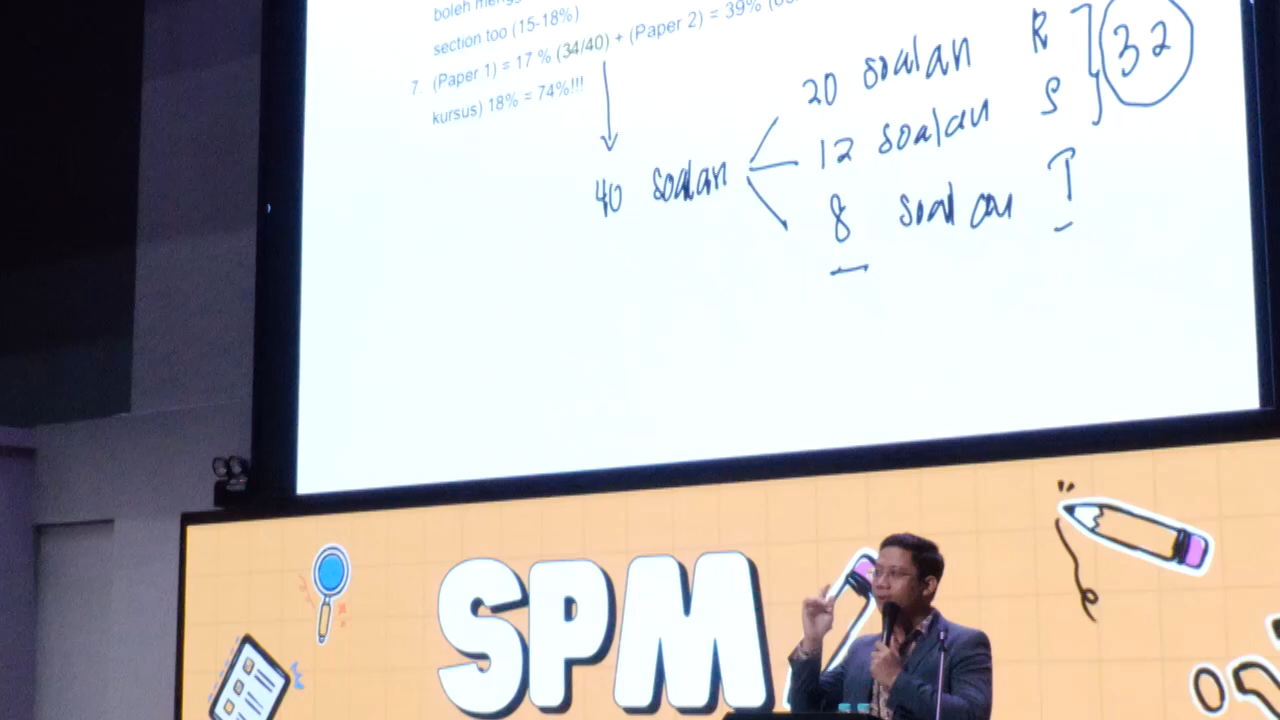 boleh
section too (15-18%)
7. (Paper 1) = 17 % (34/40) + (Paper 2) = 39%
kursus) 18% = 74%!!!
40 soalan
20 soalan R
12 soalan S
8 soalan T
32
SPM